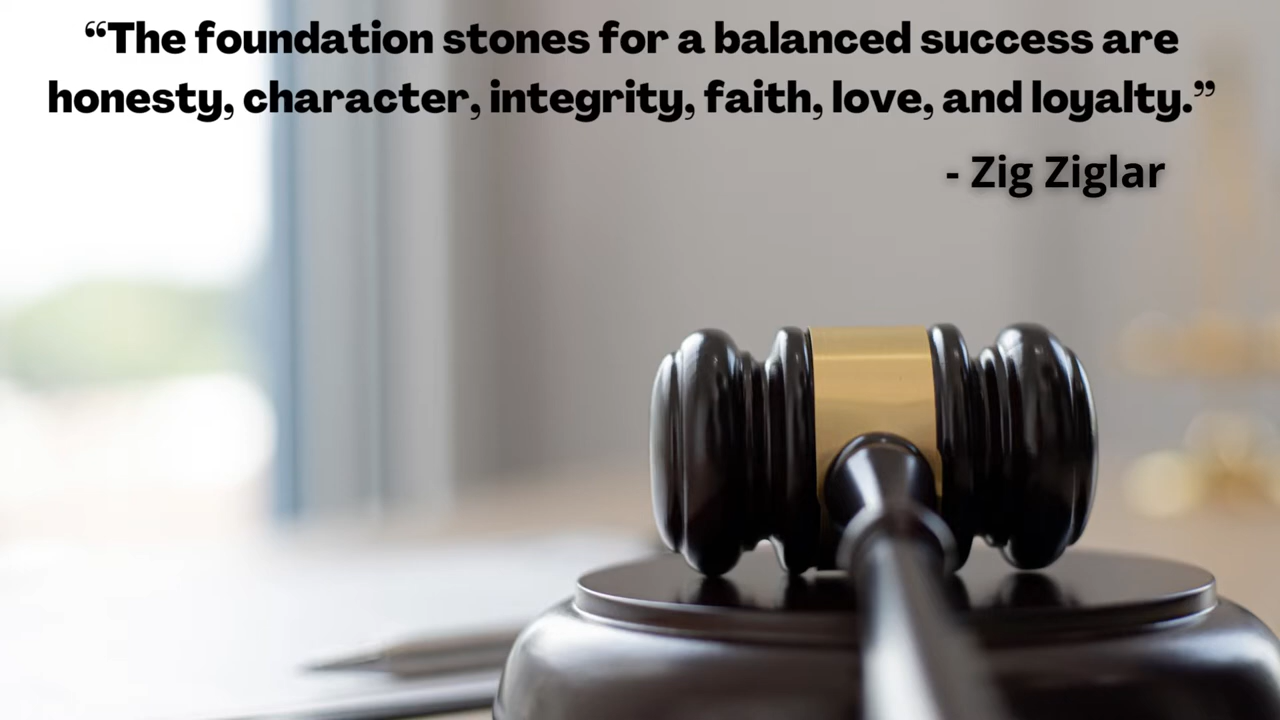 “The foundation stones for a balanced success are
honesty, character, integrity, faith, love, and loyalty.”
- Zig Ziglar